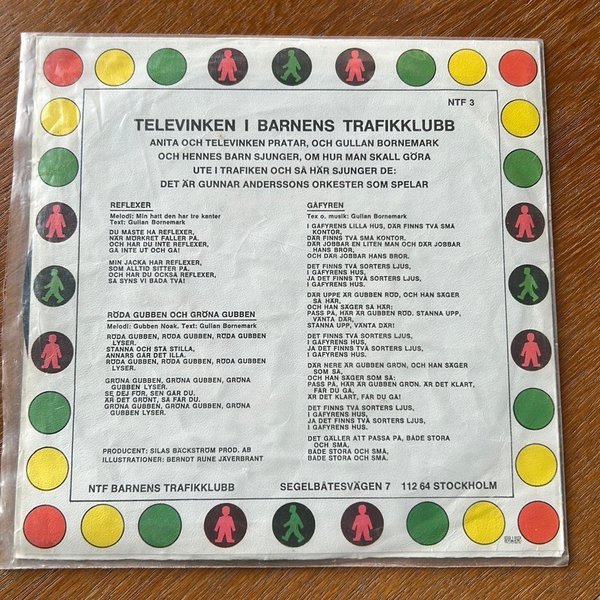 NTF 3
TELEVINKEN I BARNENS TRAFIKKLUBB
ANITA OCH TELEVINKEN PRATAR, OCH GULLAN BORNEMARK
OCH HENNES BARN SJUNGER, OM HUR MAN SKALL GÖRA
UTE I TRAFIKEN OCH SÅ HÄR SJUNGER DE:
DET ÄR GUNNAR ANDERSSONS ORKESTER SOM SPELAR
REFLEXER
Melodi: Min hatt den har tre kanter
Text: Gullan Bornemark
DU MÅSTE HA REFLEXER,
NÄR MÖRKRET FALLER PÅ.
OCH HAR DU INTE REFLEXER,
GÅ INTE UT OCH GÅ!
MIN JACKA HAR REFLEXER,
SOM ALLTID SITTER PÅ.
OCH HAR DU OCKSÅ REFLEXER,
SÅ SYNS VI BÅDA TVÅ!
RÖDA GUBBEN OCH GRÖNA GUBBEN
Melodi: Gubben Noak. Text: Gullan Bornemark
RÖDA GUBBEN, RÖDA GUBBEN, RÖDA GUBBEN
LYSER.
STANNA OCH STÅ STILLA,
ANNARS GÅR DET ILLA.
RÖDA GUBBEN, RÖDA GUBBEN, RÖDA GUBBEN
LYSER.
GRÖNA GUBBEN, GRÖNA GUBBEN, GRÖNA
GUBBEN LYSER.
SE DEJ FÖR, SEN GÅR DU.
ÄR DET GRÖNT, SÅ FÅR DU.
GRÖNA GUBBEN, GRÖNA GUBBEN, GRÖNA
GUBBEN LYSER.
PRODUCENT: SILAS BÄCKSTRÖM PROD. AB
ILLUSTRATIONER: BERNDT RUNE JÄVERBRANT
GÅFYREN
Tex o. musik: Gullan Bornemark
I GÅFYRENS LILLA HUS, DÄR FINNS TVÅ SMÅ
KONTOR,
DÄR FINNS TVÅ SMÅ KONTOR.
DÄR JOBBAR EN LITEN MAN OCH DÄR JOBBAR
HANS BROR,
OCH DÄR JOBBAR HANS BROR.
DET FINNS TVÅ SORTERS LJUS,
I GÅFYRENS HUS.
JA DET FINNS TVÅ SORTERS LJUS,
I GÅFYRENS HUS.
DÄR UPPE ÄR GUBBEN RÖD, OCH HAN SÄGER
SÅ HÄR,
OCH HAN SÄGER SÅ HÄR:
PASS PÅ, HÄR ÄR GUBBEN RÖD. STANNA UPP,
VÄNTA DÄR,
STANNA UPP, VÄNTA DÄR!
DET FINNS TVÅ SORTERS LJUS,
I GÅFYRENS HUS.
JA DET FINNS TVÅ SORTERS LJUS,
I GÅFYRENS HUS.
DÄR NERE ÄR GUBBEN GRÖN, OCH HAN SÄGER
SOM SÅ,
OCH HAN SÄGER SOM SÅ:
PASS PÅ, HÄR ÄR GUBBEN GRÖN. ÄR DET KLART,
FÅR DU GÅ,
ÄR DET KLART, FÅR DU GÅ!
DET FINNS TVÅ SORTERS LJUS,
I GÅFYRENS HUS.
JA DET FINNS TVÅ SORTERS LJUS,
I GÅFYRENS HUS.
DET GÄLLER ATT PASSA PÅ, BÅDE STORA
OCH SMÅ,
BÅDE STORA OCH SMÅ,
BÅDE STORA OCH SMÅ.
NTF BARNENS TRAFIKKLUBB SEGELBÅTSVÄGEN 7 112 64 STOCKHOLM